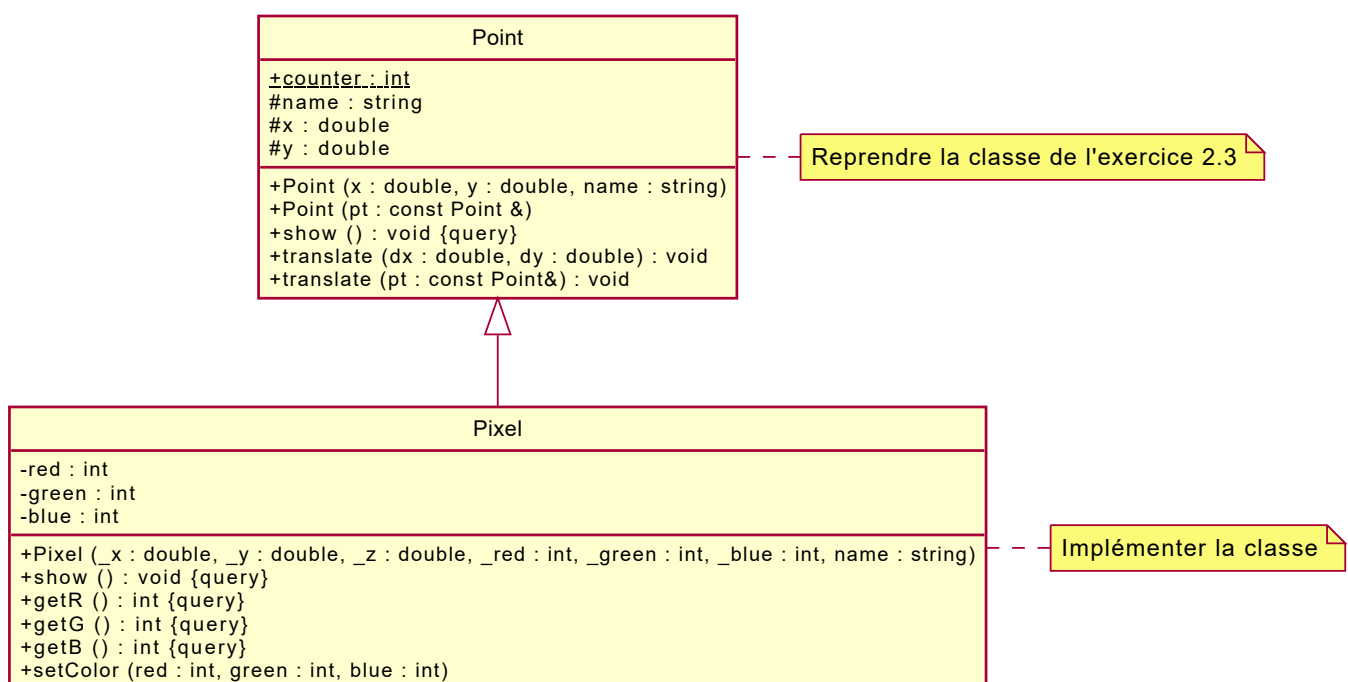 Point
+counter : int
#name : string
#x : double
#y : double
Reprendre la classe de l'exercice 2.3
+Point (x : double, y : double, name : string)
+Point (pt : const Point &)
+show () : void {query}
+translate (dx : double, dy : double) : void
+translate (pt : const Point&) : void
Pixel
-red : int
-green : int
-blue : int
+Pixel (_x : double, _y : double, _z : double, _red : int, _green : int, _blue : int, name : string)
Implémenter la classe
+show () : void {query}
+getR () : int {query}
+getG () : int {query}
+getB () : int {query}
+setColor (red : int, green : int, blue : int)